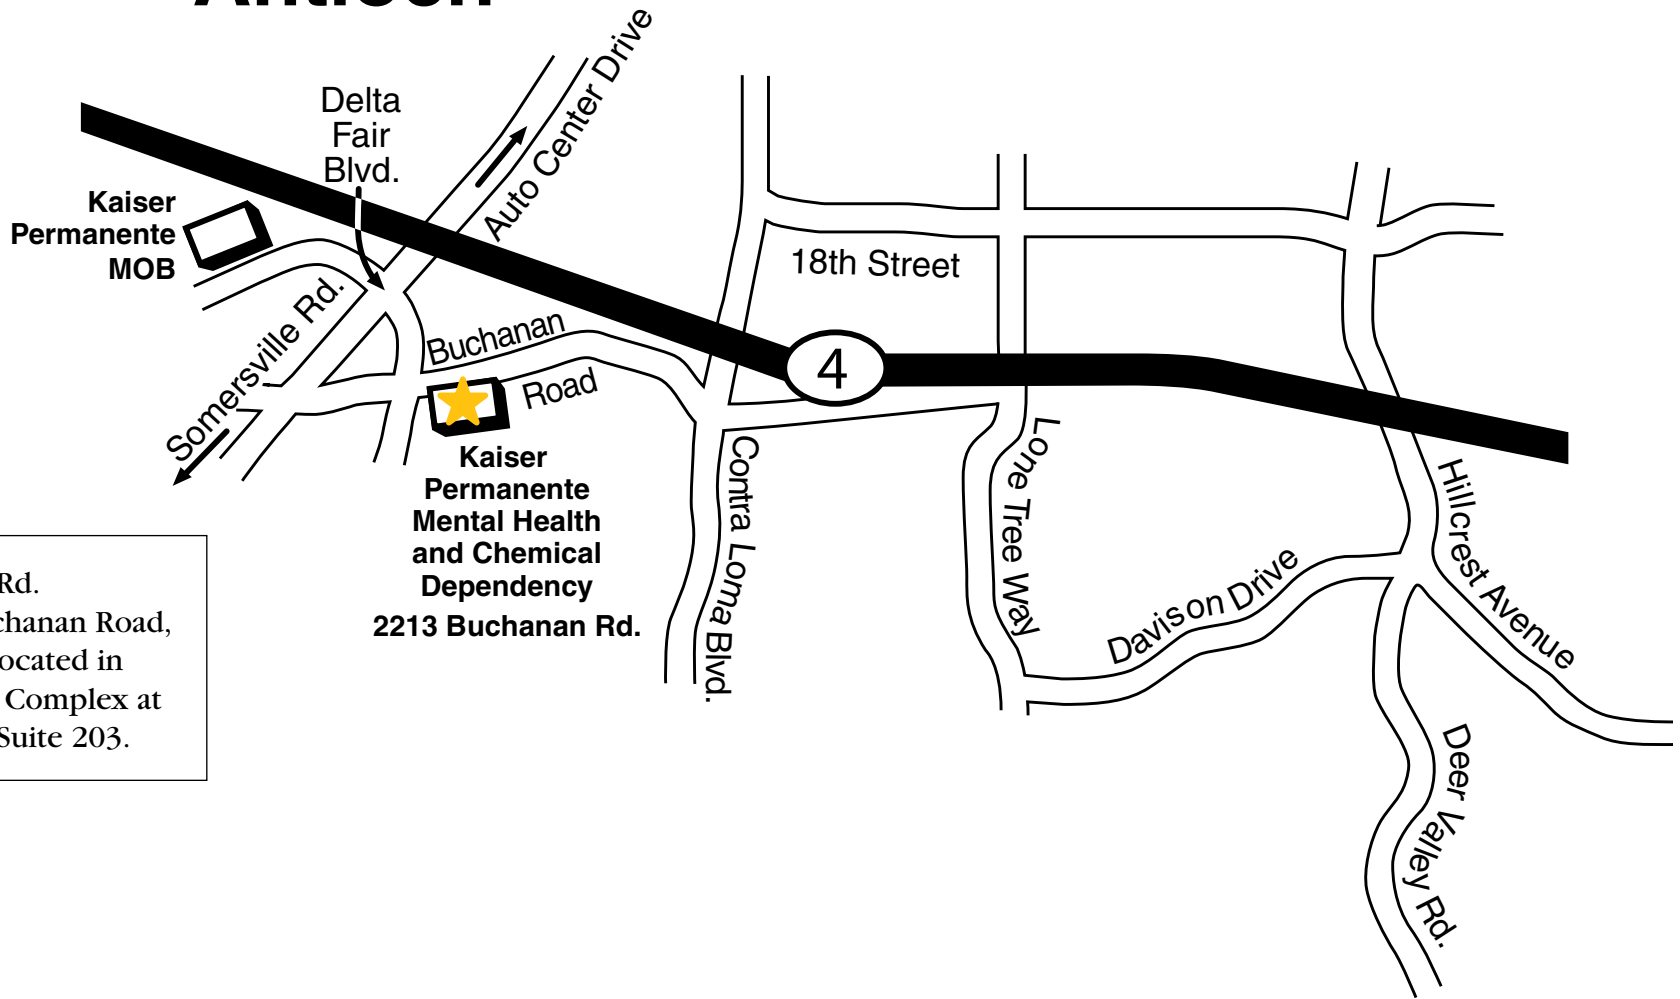 Antioch
Auto Center Drive
Delta
Fair
Blvd.
Kaiser
Permanente
MOB
18th Street
Somersville Rd.
Buchanan
Road
4
Kaiser
Permanente
Mental Health
and Chemical
Dependency
2213 Buchanan Rd.
Contra Loma Blvd.
Lone Tree Way
Davison Drive
Hillcrest Avenue
Deer Valley Rd.
Rd.
chanan Road,
ocated in
Complex at
Suite 203.